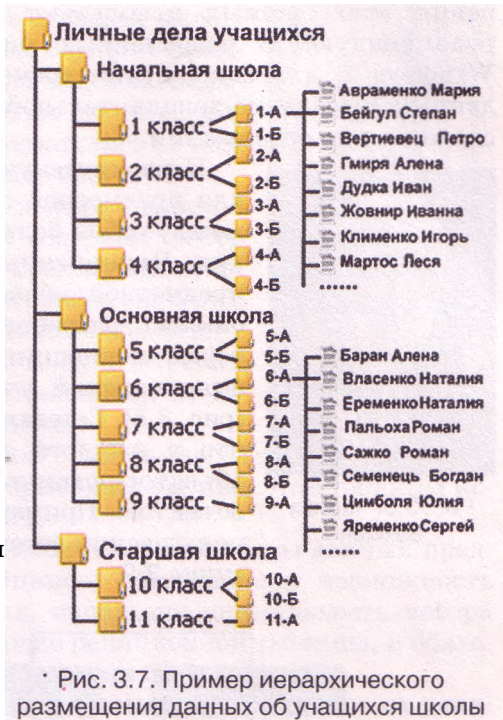 Личные дела учащихся
Начальная школа
1 класс
1-А
1-Б
2 класс
2-А
2-Б
3 класс
3-А
3-Б
4 класс
4-А
4-Б
Авраменко Мария
Бейгул Степан
Вертиевец Петро
Гмиря Алена
Дудка Иван
Жовнир Иванна
Клименко Игорь
Мартос Леся
......
Основная школа
5 класс
5-А
5-Б
6 класс
6-А
6-Б
7 класс
7-А
7-Б
8 класс
8-А
8-Б
9 класс
9-А
Баран Алена
Власенко Наталия
Еременко Наталия
Пальоха Роман
Сажко Роман
Семенець Богдан
Цимболя Юлия
Яременко Сергей
......
Старшая школа
10 класс
10-А
10-Б
11 класс
11-А
Рис. 3.7. Пример иерархического
размещения данных об учащихся школы